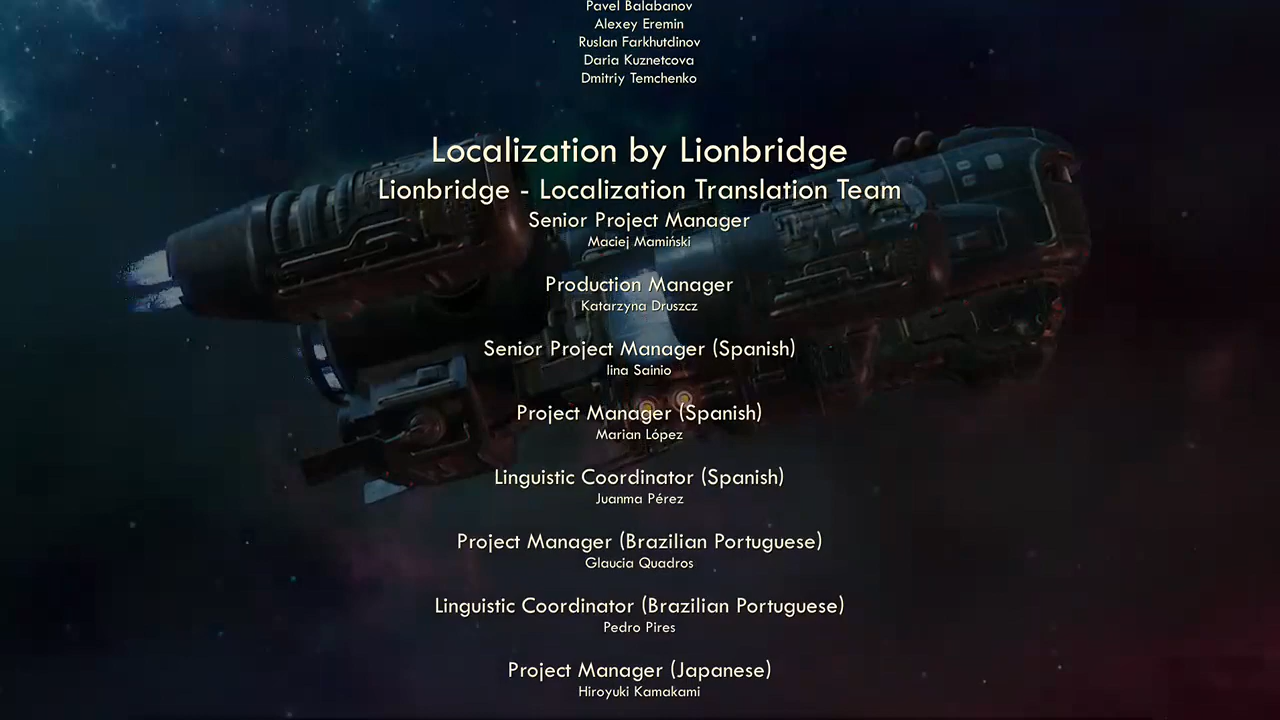 Pavel Balabanov
Alexey Eremin
Ruslan Farkhutdinov
Daria Kuznetcova
Dmitriy Temchenko
Localization by Lionbridge
Lionbridge - Localization Translation Team
Senior Project Manager
Maciej Mamiński
Production Manager
Katarzyna Druszcz
Senior Project Manager (Spanish)
Iina Sainio
Project Manager (Spanish)
Marian López
Linguistic Coordinator (Spanish)
Juanma Pérez
Project Manager (Brazilian Portuguese)
Glaucia Quadros
Linguistic Coordinator (Brazilian Portuguese)
Pedro Pires
Project Manager (Japanese)
Hiroyuki Kamakami